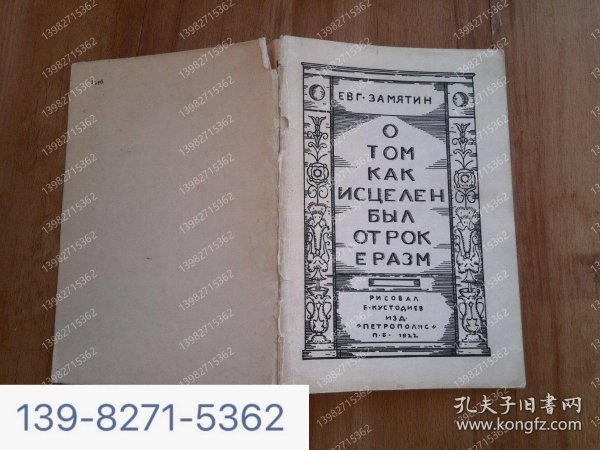 ЕВГ·ЗАМЯТИН
О
ТОМ
КАК
ИСЦЕЛЕН
БЫЛ
ОТРОК
ЕРАЗМ
РИСОВАЛ
Б·КУСТОДИЕВ
ИЗД.
"ПЕТРОПОЛИС"
П·Б· 1922
139-8271-5362
孔夫子旧书网
www.kongfz.com
13982715362